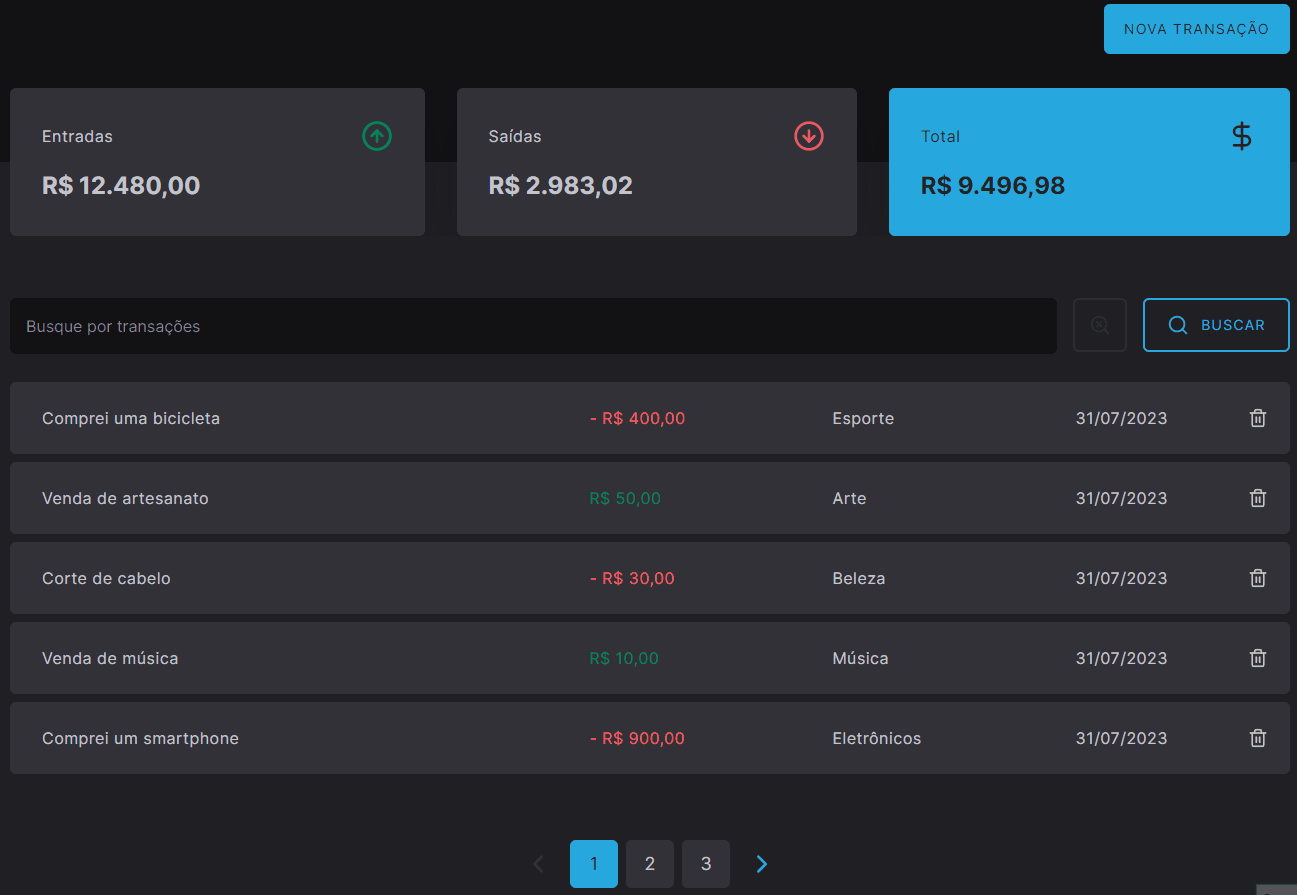 NOVA TRANSAÇÃO
Entradas
R$ 12.480,00
Saídas
R$ 2.983,02
Total
$
R$ 9.496,98
Busque por transações
BUSCAR
Comprei uma bicicleta - R$ 400,00 Esporte 31/07/2023
Venda de artesanato R$ 50,00 Arte 31/07/2023
Corte de cabelo - R$ 30,00 Beleza 31/07/2023
Venda de música R$ 10,00 Música 31/07/2023
Comprei um smartphone - R$ 900,00 Eletrônicos 31/07/2023
1 2 3